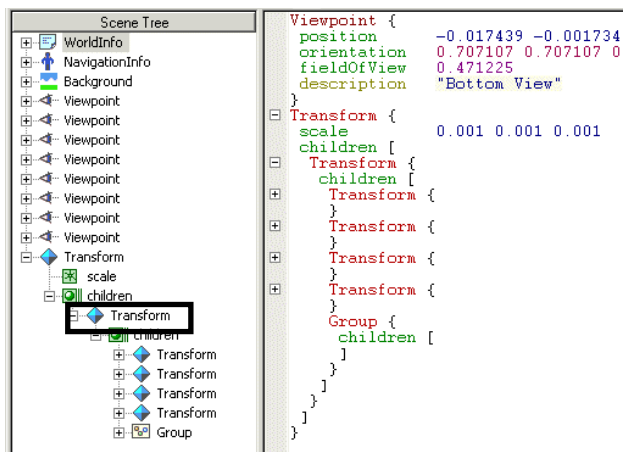 Scene Tree
WorldInfo
NavigationInfo
Background
Viewpoint
Viewpoint
Viewpoint
Viewpoint
Viewpoint
Viewpoint
Viewpoint
Viewpoint
Transform
scale
children
Transform
children
Transform
Transform
Transform
Transform
Group
Viewpoint {
position -0.017439 -0.001734
orientation 0.707107 0.707107 0
fieldOfView 0.471225
description "Bottom View"
}
Transform {
scale 0.001 0.001 0.001
children [
Transform {
children [
Transform {
}
Transform {
}
Transform {
}
Transform {
}
Group {
children [
]
}
]
}
]
}